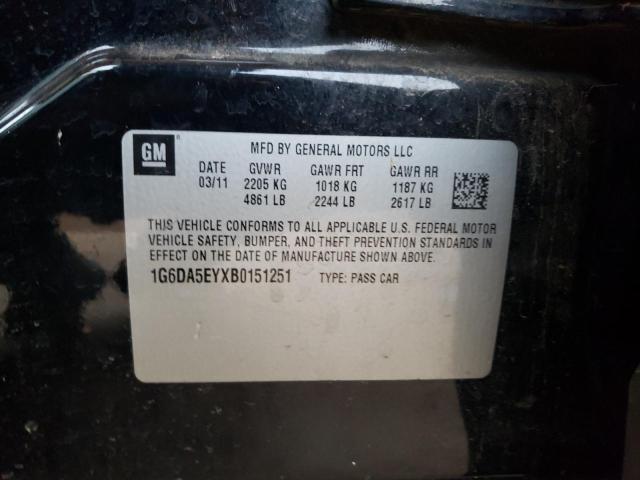 GM
MFD BY GENERAL MOTORS LLC
DATE GVWR GAWR FRT GAWR RR
03/11 2205 KG 1018 KG 1187 KG
4861 LB 2244 LB 2617 LB
THIS VEHICLE CONFORMS TO ALL APPLICABLE U.S. FEDERAL MOTOR
VEHICLE SAFETY, BUMPER, AND THEFT PREVENTION STANDARDS IN
EFFECT ON THE DATE OF MANUFACTURE SHOWN ABOVE.
1G6DA5EYXB0151251 TYPE: PASS CAR